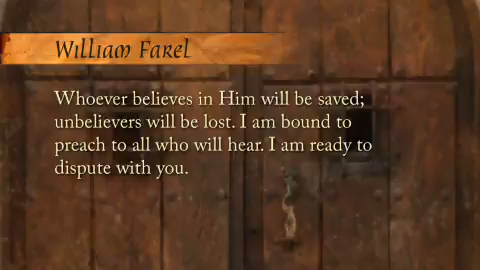 William Farel
Whoever believes in Him will be saved;
unbelievers will be lost. I am bound to
preach to all who will hear. I am ready to
dispute with you.